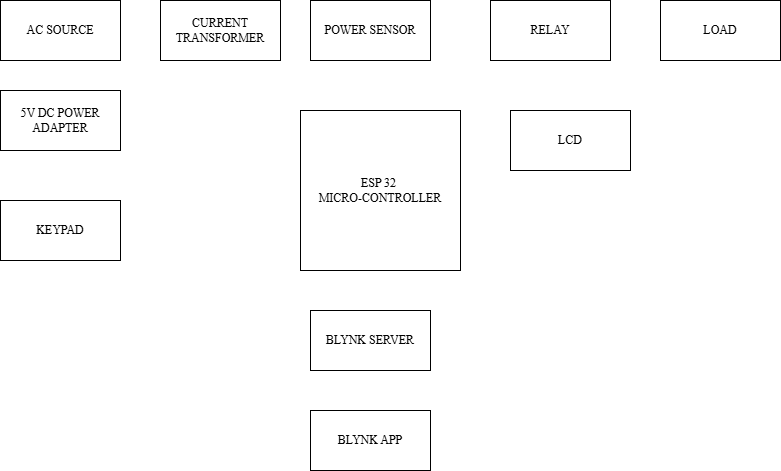 AC SOURCE
CURRENT
TRANSFORMER
POWER SENSOR
RELAY
LOAD
5V DC POWER
ADAPTER
LCD
ESP 32
MICRO-CONTROLLER
KEYPAD
BLYNK SERVER
BLYNK APP